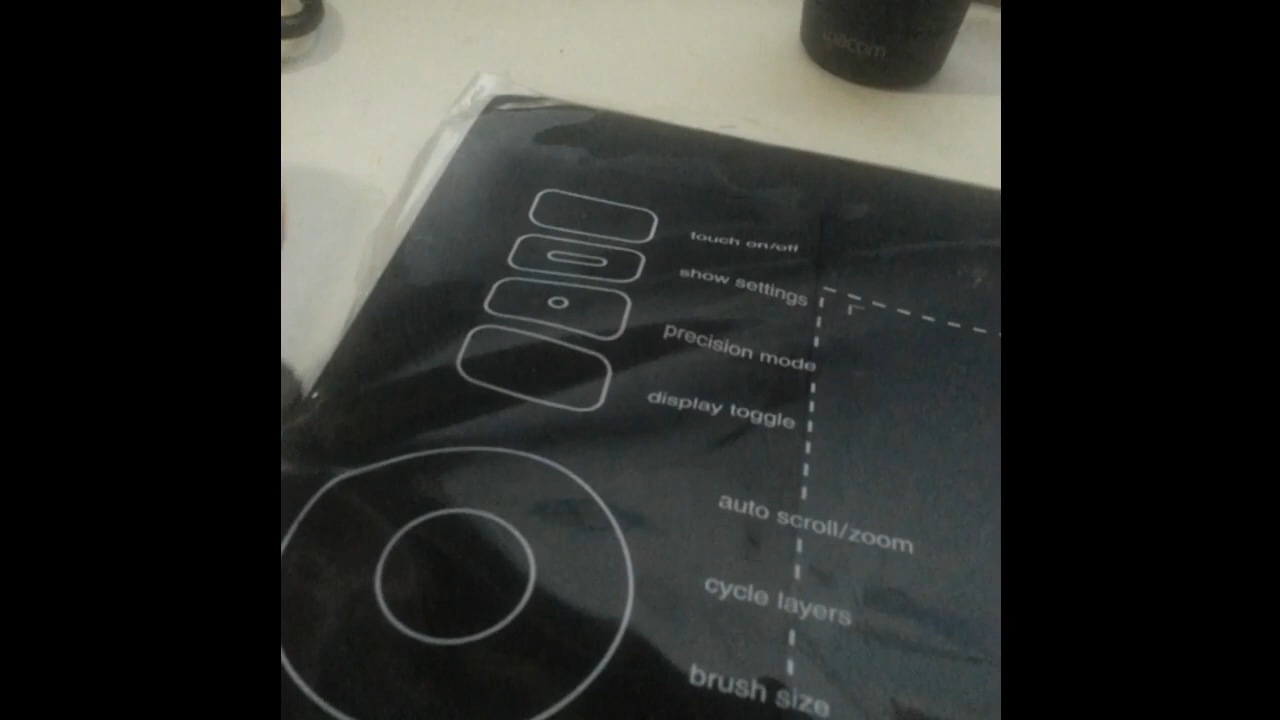 wacom
touch on/off
show settings
precision mode
display toggle
auto scroll/zoom
cycle layers
brush size